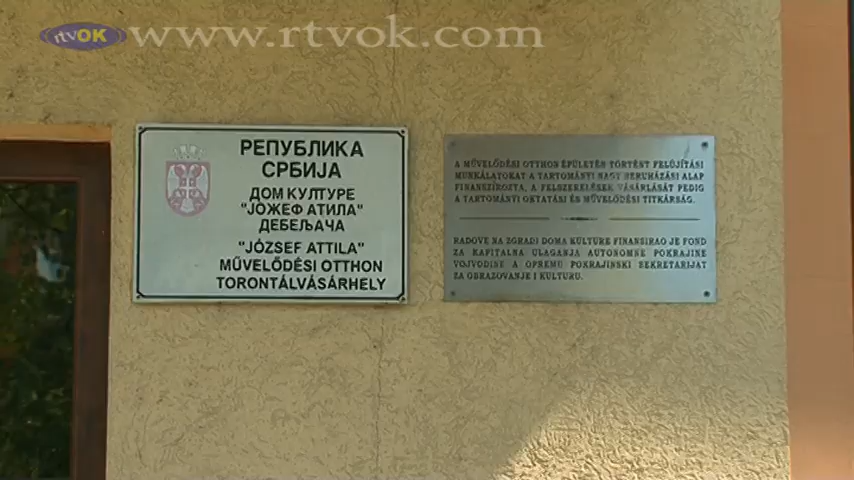 rtvOK www.rtvok.com
РЕПУБЛИКА
СРБИЈА
ДОМ КУЛТУРЕ
"ЈОЖЕФ АТИЛА"
ДЕБЕЉАЧА
"JÓZSEF ATTILA"
MŰVELŐDÉSI OTTHON
TORONTÁLVÁSÁRHELY
A MŰVELŐDÉSI OTTHON ÉPÜLETÉN TÖRTÉNT FELÚJÍTÁSI
MUNKÁLATOKAT A TARTOMÁNYI NAGY BERUHÁZÁSI ALAP
FINANSZÍROZTA, A FELSZERELÉSEK VÁSÁRLÁSÁT PEDIG
A TARTOMÁNYI OKTATÁSI ÉS MŰVELŐDÉSI TITKÁRSÁG.
RADOVE NA ZGRADI DOMA KULTURE FINANSIRAO JE FOND
ZA KAPITALNA ULAGANJA AUTONOMNE POKRAJINE
VOJVODINE A OPREMU POKRAJINSKI SEKRETARIJAT
ZA OBRAZOVANJE I KULTURU.